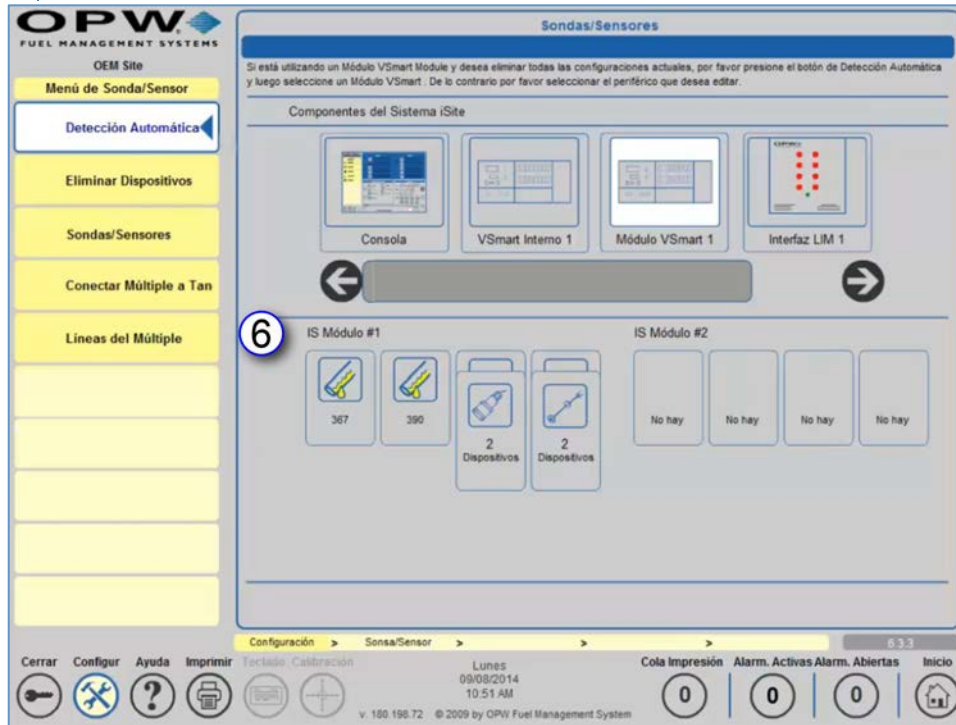 OPW
FUEL MANAGEMENT SYSTEMS
OEM Site
Menú de Sonda/Sensor
Detección Automática
Eliminar Dispositivos
Sondas/Sensores
Conectar Múltiple a Tan
Líneas del Múltiple
Sondas/Sensores
Si está utilizando un Módulo VSmart Module y desea eliminar todas las configuraciones actuales, por favor presione el botón de Detección Automática
y luego seleccione un Módulo VSmart . De lo contrario por favor seleccionar el periférico que desea editar.
Componentes del Sistema iSite
Consola
VSmart Interno 1
Módulo VSmart 1
Interfaz LIM 1
6
IS Módulo #1
367
390
2
Dispositivos
2
Dispositivos
IS Módulo #2
No hay
No hay
No hay
No hay
Configuración > Sonsa/Sensor > > >
6.3.3
Cerrar
Configur
Ayuda
Imprimir
Teclado
Calibración
Lunes
09/08/2014
10:51 AM
v. 180.198.72 © 2009 by OPW Fuel Management System
Cola Impresión
0
Alarm. Activas
0
Alarm. Abiertas
0
Inicio